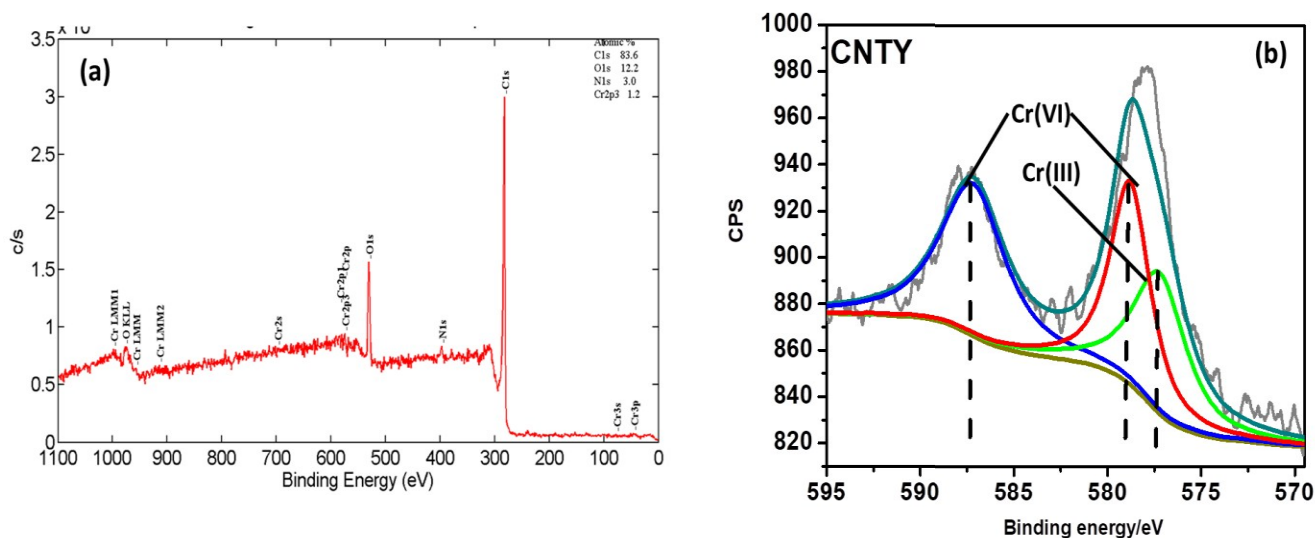 x 10
(a)
Atomic %
C1s 83.6
O1s 12.2
N1s 3.0
Cr2p3 1.2
3.5
3
2.5
2
1.5
1
0.5
0
c/s
-Cr LMM1
-O KLL
-Cr LMM
-Cr LMM2
-Cr2s
-Cr2p1
-Cr2p3
-Cr2p
-O1s
-N1s
-C1s
-Cr3s
-Cr3p
1100 1000 900 800 700 600 500 400 300 200 100 0
Binding Energy (eV)
CNTY
(b)
Cr(VI)
Cr(III)
1000
980
960
940
920
900
880
860
840
820
CPS
595 590 585 580 575 570
Binding energy/eV